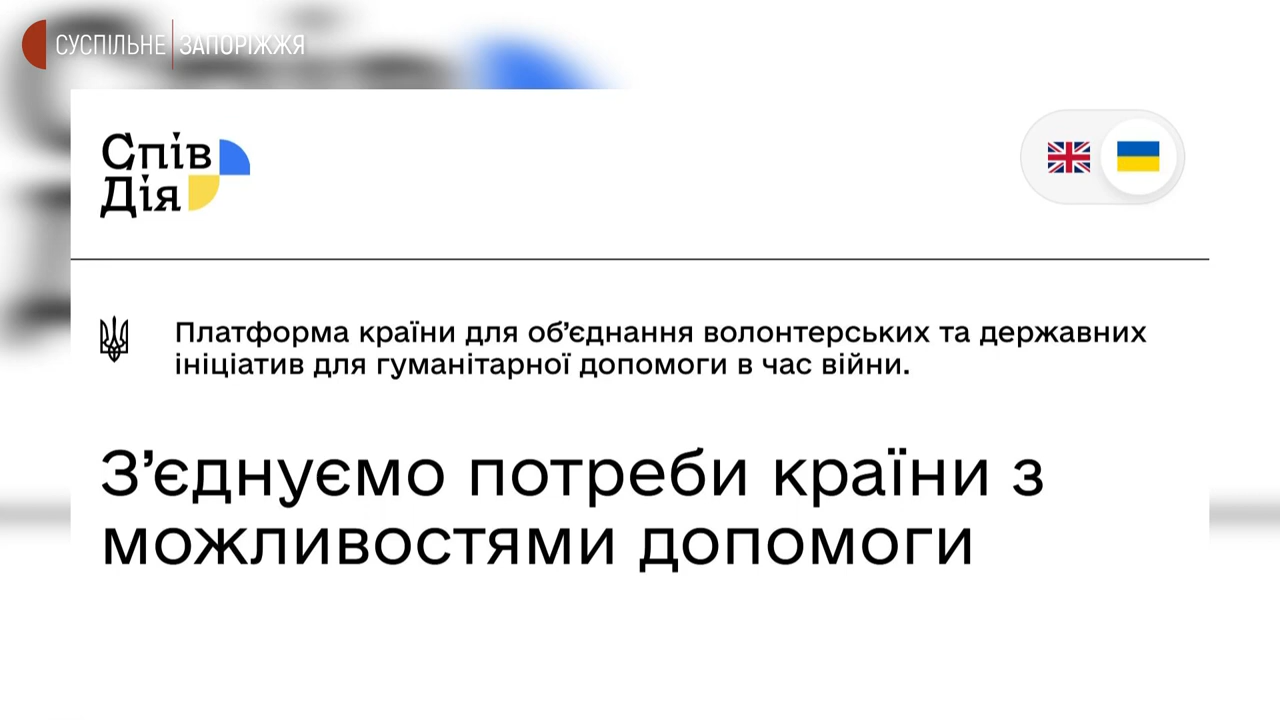 СУСПІЛЬНЕ ЗАПОРІЖЖЯ
Спів
Дія
Платформа країни для об’єднання волонтерських та державних
ініціатив для гуманітарної допомоги в час війни.
З’єднуємо потреби країни з
можливостями допомоги